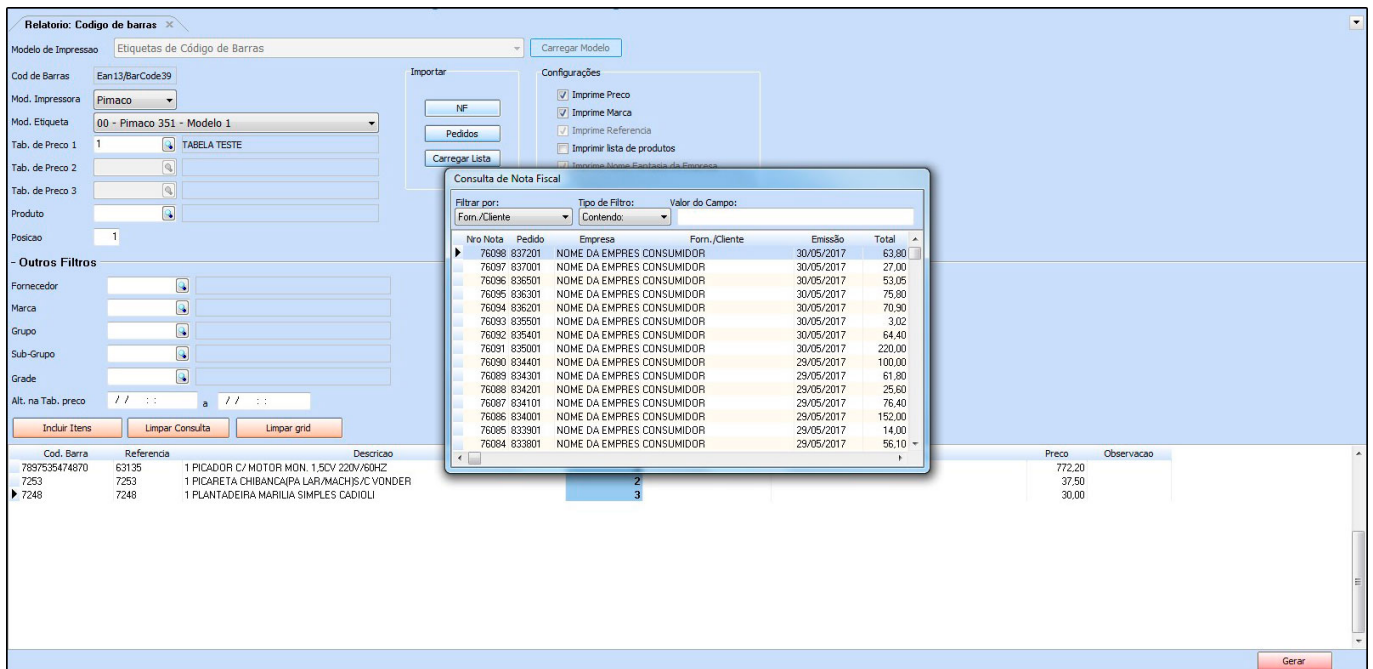 Relatorio: Codigo de barras
Modelo de Impressao Etiquetas de Código de Barras Carregar Modelo
Cod de Barras Ean13/BarCode39
Mod. Impressora Pimaco
Mod. Etiqueta 00 - Pimaco 351 - Modelo 1
Tab. de Preco 1 1 TABELA TESTE
Tab. de Preco 2
Tab. de Preco 3
Produto
Posicao 1
Importar
NF
Pedidos
Carregar Lista
Configurações
Imprime Preco
Imprime Marca
Imprime Referencia
Imprimir lista de produtos
Imprime Nome Fantasia da Empresa
- Outros Filtros
Fornecedor
Marca
Grupo
Sub-Grupo
Grade
Alt. na Tab. preco / / : : a / / : :
Incluir Itens Limpar Consulta Limpar grid
Consulta de Nota Fiscal
Filtrar por: Tipo de Filtro: Valor do Campo:
Forn./Cliente Contendo:
Nro Nota Pedido Empresa Forn./Cliente Emissão Total
76098 837201 NOME DA EMPRES CONSUMIDOR 30/05/2017 63,80
76097 837001 NOME DA EMPRES CONSUMIDOR 30/05/2017 27,00
76096 836501 NOME DA EMPRES CONSUMIDOR 30/05/2017 53,05
76095 836301 NOME DA EMPRES CONSUMIDOR 30/05/2017 75,80
76094 836201 NOME DA EMPRES CONSUMIDOR 30/05/2017 70,90
76093 835501 NOME DA EMPRES CONSUMIDOR 30/05/2017 3,02
76092 835401 NOME DA EMPRES CONSUMIDOR 30/05/2017 64,40
76091 835001 NOME DA EMPRES CONSUMIDOR 30/05/2017 220,00
76090 834401 NOME DA EMPRES CONSUMIDOR 29/05/2017 100,00
76089 834301 NOME DA EMPRES CONSUMIDOR 29/05/2017 61,80
76088 834201 NOME DA EMPRES CONSUMIDOR 29/05/2017 25,60
76087 834101 NOME DA EMPRES CONSUMIDOR 29/05/2017 76,40
76086 834001 NOME DA EMPRES CONSUMIDOR 29/05/2017 152,00
76085 833901 NOME DA EMPRES CONSUMIDOR 29/05/2017 14,00
76084 833801 NOME DA EMPRES CONSUMIDOR 29/05/2017 56,10
Cod. Barra Referencia Descricao Preco Observacao
7897535474870 63135 1 PICADOR C/ MOTOR MON. 1,5CV 220V/60HZ 772,20
7253 7253 1 PICARETA CHIBANCA(PA LAR/MACH)S/C VONDER 2 37,50
7248 7248 1 PLANTADEIRA MARILIA SIMPLES CADIOLI 3 30,00
Gerar